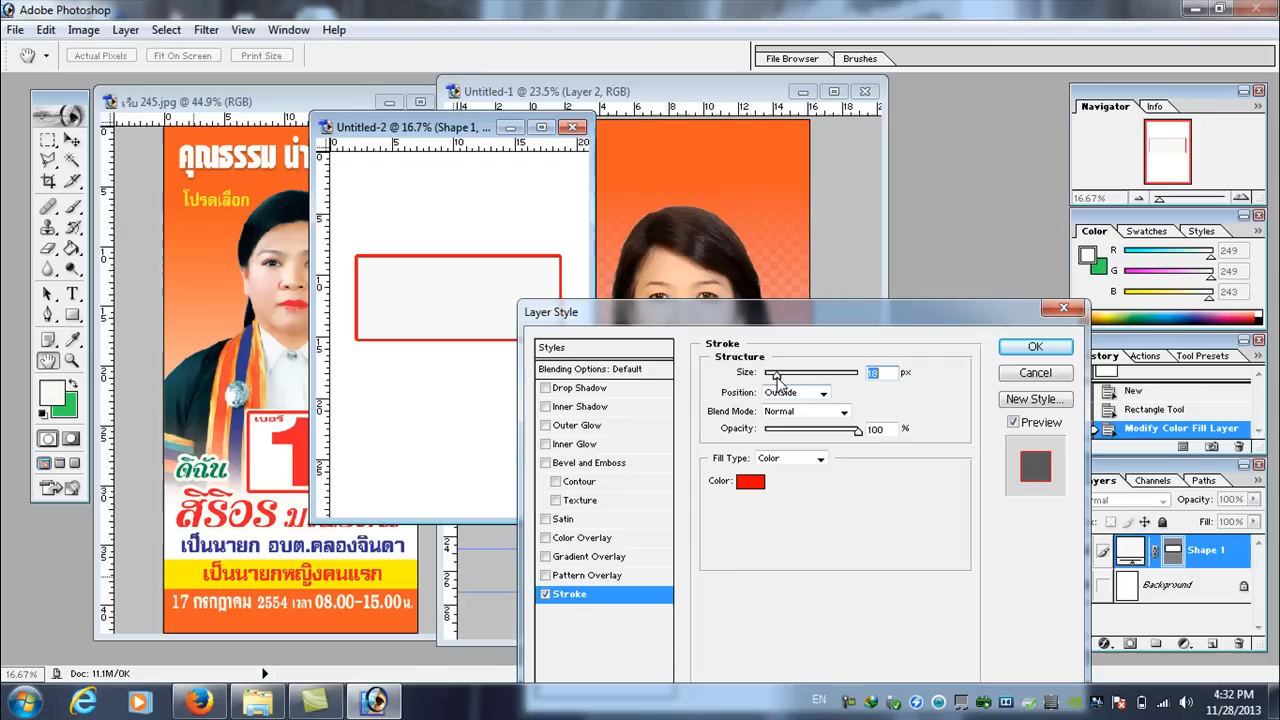 Adobe Photoshop
File Edit Image Layer Select Filter View Window Help
Actual Pixels Fit On Screen Print Size
File Browser Brushes
เร็บ 245.jpg @ 44.9% (RGB)
Untitled-1 @ 23.5% (Layer 2, RGB)
Untitled-2 @ 16.7% (Shape 1, ...
คุณธรรม นำ
โปรดเลือก
เบอร์
1
ดิฉัน
สิริอร
เป็นนายก อบต.คลองจินดา
เป็นนายกหญิงคนแรก
17 กรกฎาคม 2554 เวลา 08.00-15.00 น.
Navigator Info
16.67%
Color Swatches Styles
R 249
G 249
B 243
Actions Tool Presets
New
Rectangle Tool
Modify Color Fill Layer
Channels Paths
Opacity: 100%
Fill: 100%
Shape 1
Background
Layer Style
Styles
Blending Options: Default
Drop Shadow
Inner Shadow
Outer Glow
Inner Glow
Bevel and Emboss
Contour
Texture
Satin
Color Overlay
Gradient Overlay
Pattern Overlay
Stroke
Stroke
Structure
Size: 18 px
Position: Outside
Blend Mode: Normal
Opacity: 100 %
Fill Type: Color
Color:
OK
Cancel
New Style...
Preview
16.67% Doc: 11.1M/0K
EN
4:32 PM
11/28/2013